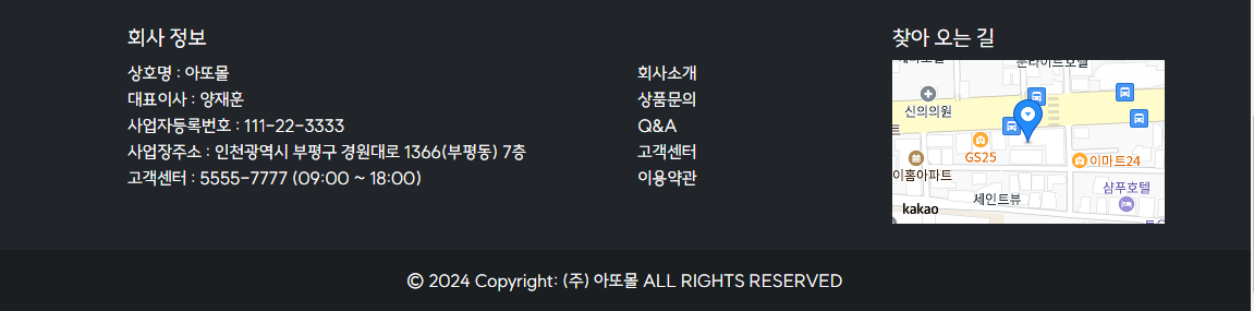 회사 정보
상호명 : 아또몰
대표이사 : 양재훈
사업자등록번호 : 111-22-3333
사업장주소 : 인천광역시 부평구 경원대로 1366(부평동) 7층
고객센터 : 5555-7777 (09:00 ~ 18:00)
회사소개
상품문의
Q&A
고객센터
이용약관
찾아 오는 길
신의의원
GS25
이마트24
이홈아파트
샵푸호텔
세인트뷰
kakao
© 2024 Copyright: (주) 아또몰 ALL RIGHTS RESERVED